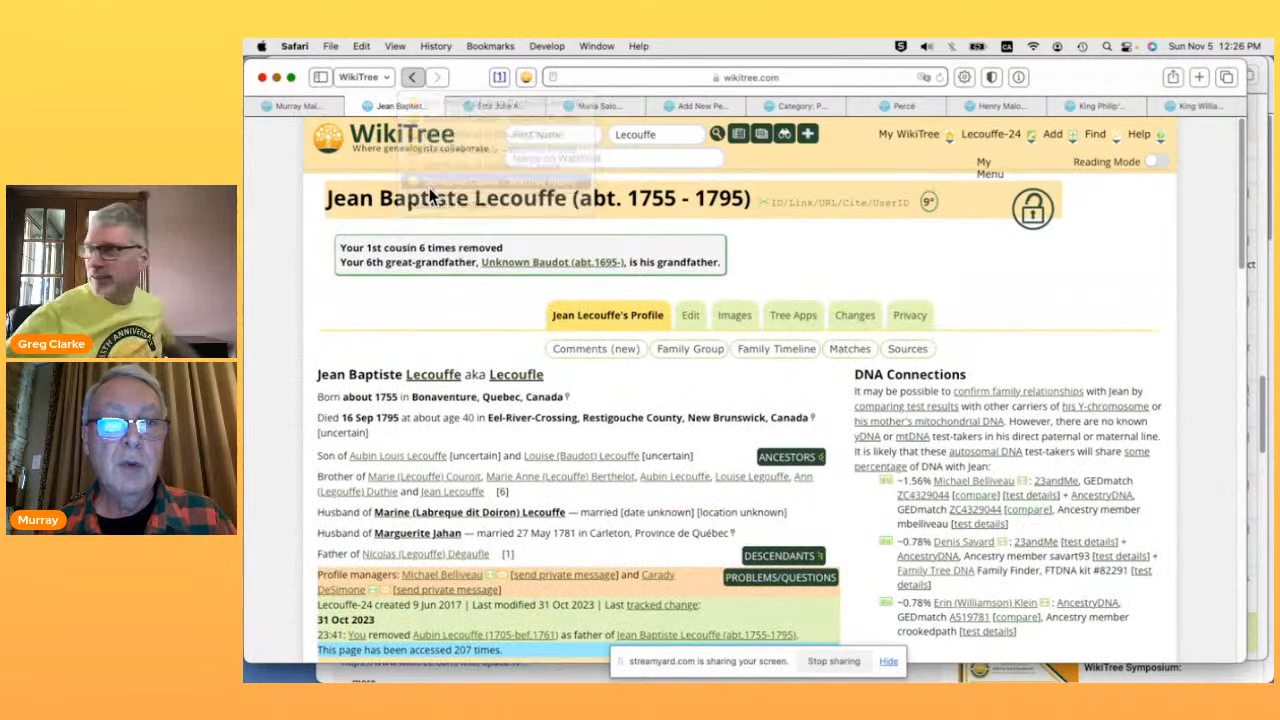 Safari File Edit View History Bookmarks Develop Window Help
CA
Sun Nov 5 12:26 PM
WikiTree
[1]
wikitree.com
Murray Mai...
Jean Baptist...
Etta John A...
Maria Salo...
Add New Pe...
Category: P...
Percé
Henry Malo...
King Philip'...
King Willia...
WikiTree
Where genealogists collaborate
First Name
Lecouffe
My WikiTree Lecouffe-24 Add Find Help
My Menu
Reading Mode
Jean Baptiste Lecouffe (abt. 1755 - 1795)
ID/Link/URL/Cite/UserID
9°
Your 1st cousin 6 times removed
Your 6th great-grandfather, Unknown Baudot (abt.1695-), is his grandfather.
Jean Lecouffe's Profile Edit Images Tree Apps Changes Privacy
Comments (new) Family Group Family Timeline Matches Sources
Jean Baptiste Lecouffe aka Lecoufle
Born about 1755 in Bonaventure, Quebec, Canada
Died 16 Sep 1795 at about age 40 in Eel-River-Crossing, Restigouche County, New Brunswick, Canada
[uncertain]
Son of Aubin Louis Lecouffe [uncertain] and Louise (Baudot) Lecouffe [uncertain]
ANCESTORS
Brother of Marie (Lecouffe) Couroit, Marie Anne (Lecouffe) Berthelot, Aubin Lecouffe, Louise Legouffe, Ann
(Legouffe) Duthie and Jean Lecouffe [6]
Husband of Marine (Labreque dit Doiron) Lecouffe — married [date unknown] [location unknown]
Husband of Marguerite Jahan — married 27 May 1781 in Carleton, Province de Québec
Father of Nicolas (Legouffe) Dégaufle [1]
DESCENDANTS
Profile managers: Michael Belliveau [send private message] and Carady
DeSimone [send private message]
PROBLEMS/QUESTIONS
Lecouffe-24 created 9 Jun 2017 | Last modified 31 Oct 2023 | Last tracked change:
31 Oct 2023
23:41: You removed Aubin Lecouffe (1705-bef.1761) as father of Jean Baptiste Lecouffe (abt.1755-1795).
This page has been accessed 207 times.
DNA Connections
It may be possible to confirm family relationships with Jean by
comparing test results with other carriers of his Y-chromosome or
his mother's mitochondrial DNA. However, there are no known
yDNA or mtDNA test-takers in his direct paternal or maternal line.
It is likely that these autosomal DNA test-takers will share some
percentage of DNA with Jean:
~1.56% Michael Belliveau : 23andMe, GEDmatch
ZC4329044 [compare] [test details] + AncestryDNA,
GEDmatch ZC4329044 [compare], Ancestry member
mbelliveau [test details]
~0.78% Denis Savard : 23andMe [test details] +
AncestryDNA, Ancestry member savart93 [test details] +
Family Tree DNA Family Finder, FTDNA kit #82291 [test
details]
~0.78% Erin (Williamson) Klein : AncestryDNA,
GEDmatch A519781 [compare], Ancestry member
crookedpath [test details]
streamyard.com is sharing your screen. Stop sharing Hide
more
WikiTree Symposium:
Greg Clarke
Murray